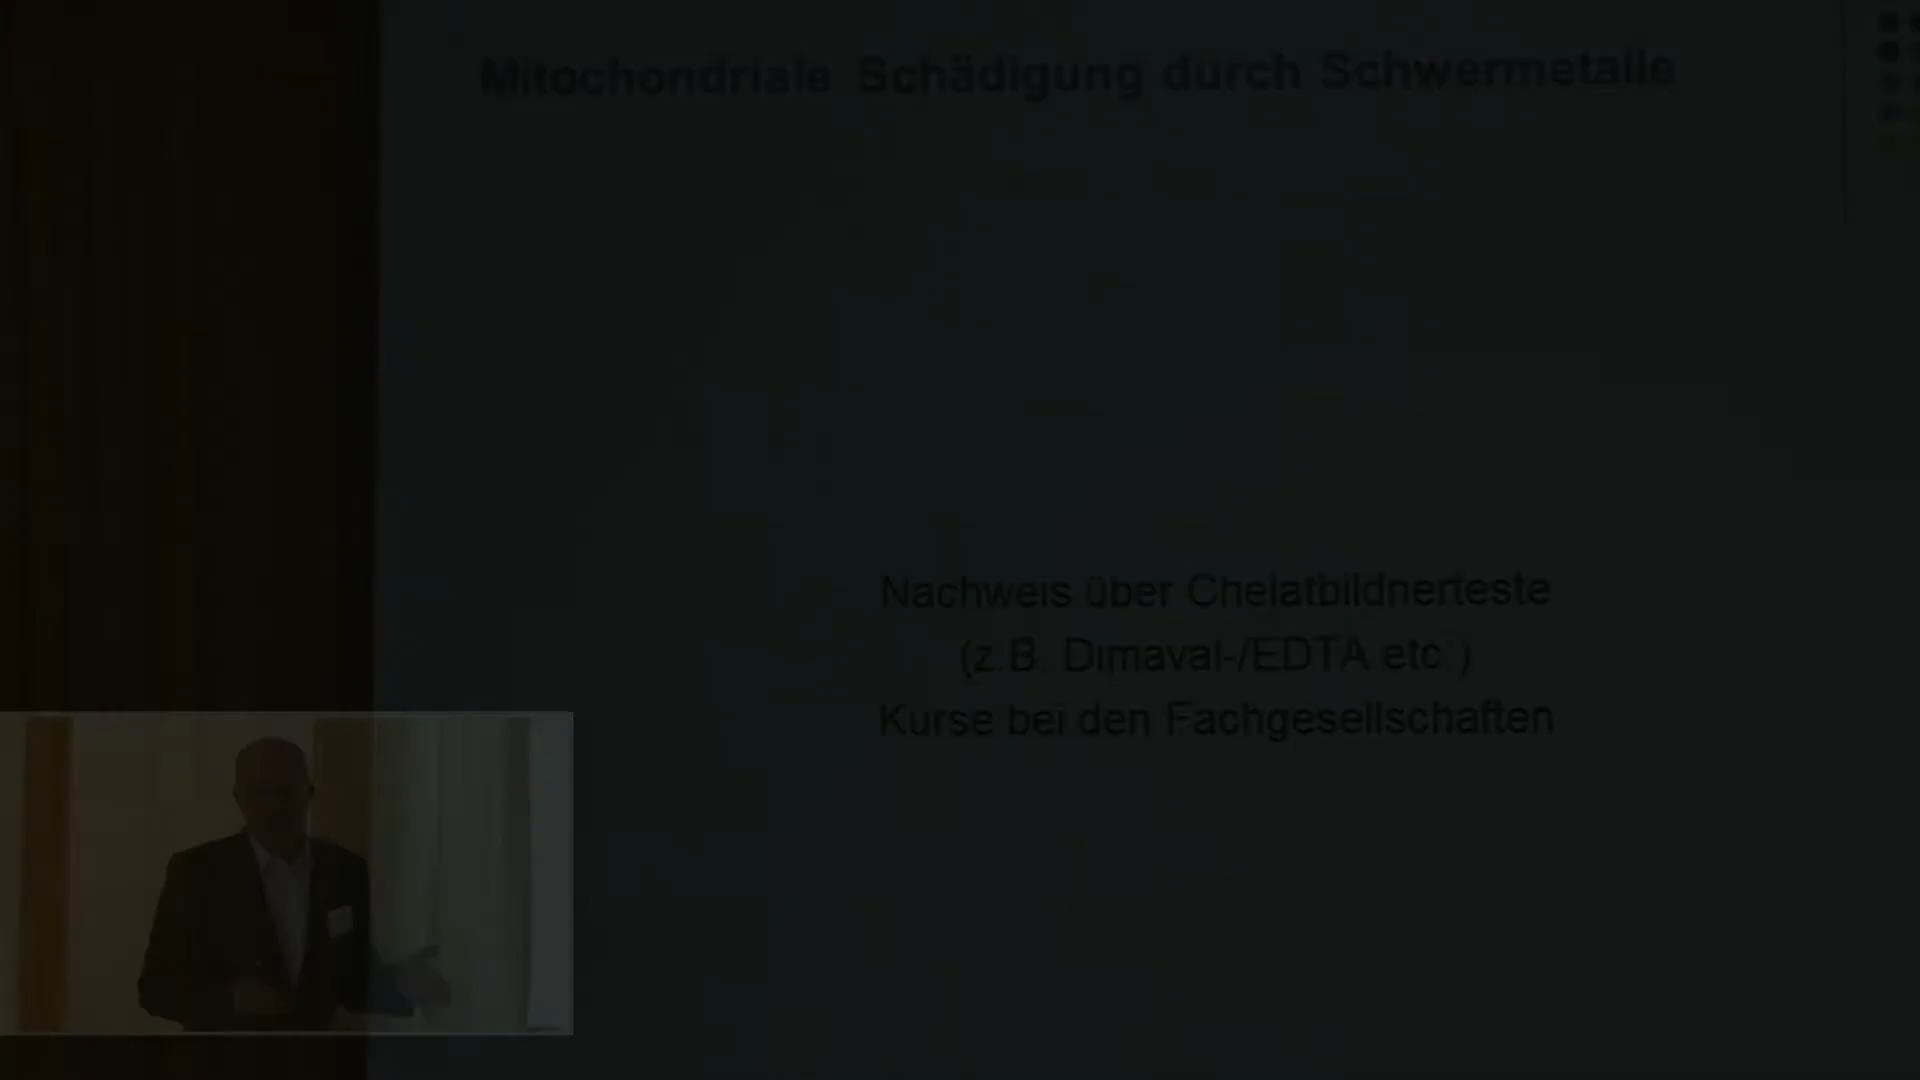 Mitochondriale Schädigung durch Schwermetalle
Nachweis über Chelatbildnerteste
(z.B. Dimaval-/EDTA etc.)
Kurse bei den Fachgesellschaften